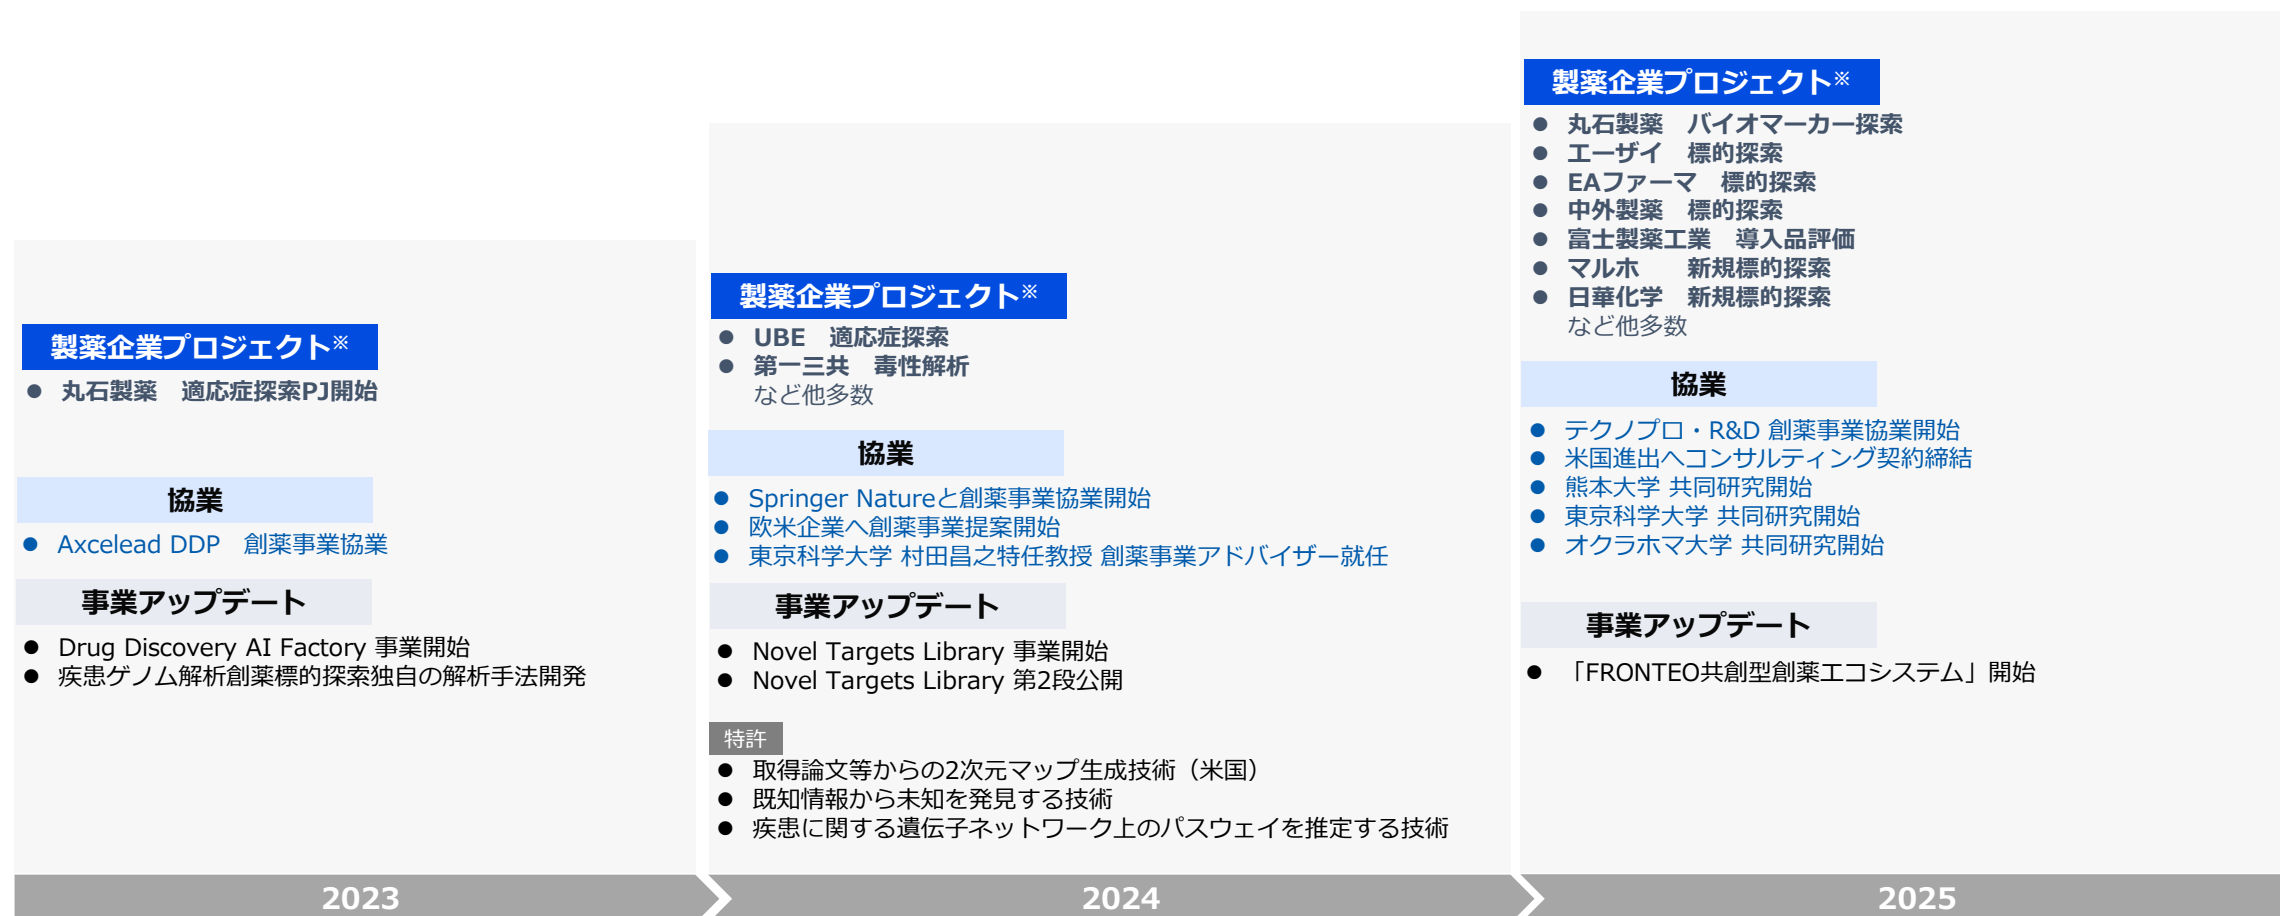 製薬企業プロジェクト※
● 丸石製薬　適応症探索PJ開始
協業
● Axcelead DDP　創薬事業協業
事業アップデート
● Drug Discovery AI Factory 事業開始
● 疾患ゲノム解析創薬標的探索独自の解析手法開発
2023
製薬企業プロジェクト※
● UBE　適応症探索
● 第一三共　毒性解析
など他多数
協業
● Springer Natureと創薬事業協業開始
● 欧米企業へ創薬事業提案開始
● 東京科学大学 村田昌之特任教授 創薬事業アドバイザー就任
事業アップデート
● Novel Targets Library 事業開始
● Novel Targets Library 第2段公開
特許
● 取得論文等からの2次元マップ生成技術（米国）
● 既知情報から未知を発見する技術
● 疾患に関する遺伝子ネットワーク上のパスウェイを推定する技術
2024
製薬企業プロジェクト※
● 丸石製薬　バイオマーカー探索
● エーザイ　標的探索
● EAファーマ　標的探索
● 中外製薬　標的探索
● 富士製薬工業　導入品評価
● マルホ　　新規標的探索
● 日華化学　新規標的探索
など他多数
協業
● テクノプロ・R&D 創薬事業協業開始
● 米国進出へコンサルティング契約締結
● 熊本大学 共同研究開始
● 東京科学大学 共同研究開始
● オクラホマ大学 共同研究開始
事業アップデート
● 「FRONTEO共創型創薬エコシステム」開始
2025